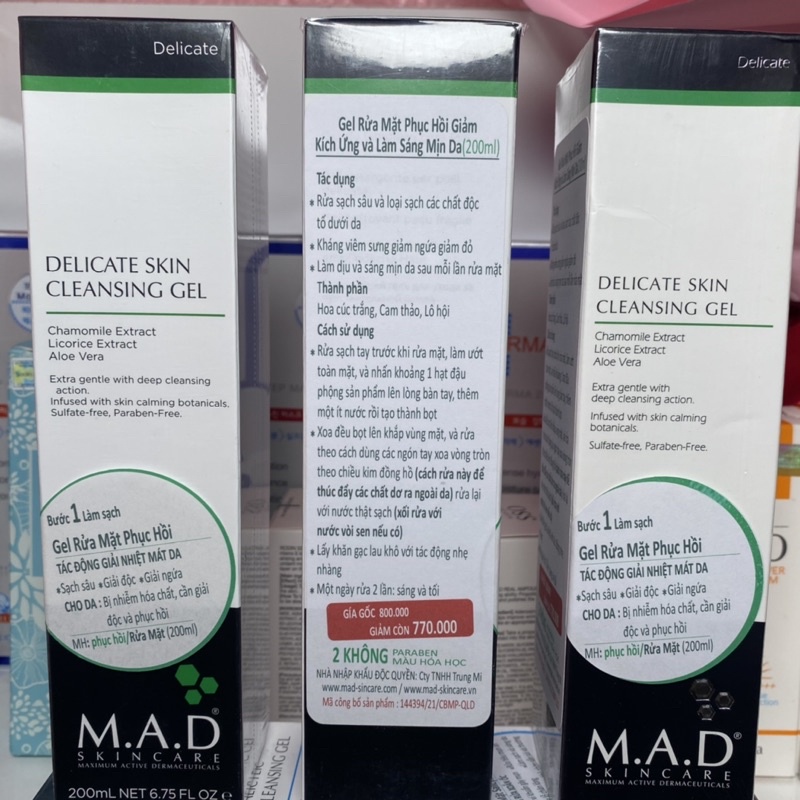 Delicate
DELICATE SKIN
CLEANSING GEL
Chamomile Extract
Licorice Extract
Aloe Vera
Extra gentle with deep cleansing
action.
Infused with skin calming botanicals.
Sulfate-free, Paraben-Free.
Bước 1 Làm sạch
Gel Rửa Mặt Phục Hồi
TÁC ĐỘNG GIẢI NHIỆT MÁT DA
*Sạch sâu *Giải độc *Giải ngứa
CHO DA : Bị nhiễm hóa chất, cần giải
độc và phục hồi
MH: phục hồi/Rửa Mặt (200ml)
M.A.D®
SKINCARE
MAXIMUM ACTIVE DERMACEUTICALS
200mL NET 6.75 FL OZ e
Gel Rửa Mặt Phục Hồi Giảm
Kích Ứng và Làm Sáng Mịn Da(200ml)
Tác dụng
* Rửa sạch sâu và loại sạch các chất độc
tố dưới da
* Kháng viêm sưng giảm ngứa giảm đỏ
* Làm dịu và sáng mịn da sau mỗi lần rửa mặt
Thành phần
Hoa cúc trắng, Cam thảo, Lô hội
Cách sử dụng
* Rửa sạch tay trước khi rửa mặt, làm ướt
toàn mặt, và nhấn khoảng 1 hạt đậu
phộng sản phẩm lên lòng bàn tay, thêm
một ít nước rồi tạo thành bọt
* Xoa đều bọt lên khắp vùng mặt, và rửa
theo cách dùng các ngón tay xoa vòng tròn
theo chiều kim đồng hồ (cách rửa này để
thúc đẩy các chất dơ ra ngoài da) rửa lại
với nước thật sạch (xối rửa với
nước vòi sen nếu có)
* Lấy khăn gạc lau khô với tác động nhẹ
nhàng
* Một ngày rửa 2 lần: sáng và tối
GÍA GỐC 800.000
GIẢM CÒN 770.000
2 KHÔNG PARABEN
MÀU HÓA HỌC
NHÀ NHẬP KHẨU ĐỘC QUYỀN: Cty TNHH Trung Mi
www.mad-sincare.com / www.mad-skincare.vn
Mã công bố sản phẩm : 144394/21/CBMP-QLD
Delicate
DELICATE SKIN
CLEANSING GEL
Chamomile Extract
Licorice Extract
Aloe Vera
Extra gentle with
deep cleansing action.
Infused with skin calming
botanicals.
Sulfate-free, Paraben-Free.
Bước 1 Làm sạch
Gel Rửa Mặt Phục Hồi
TÁC ĐỘNG GIẢI NHIỆT MÁT DA
*Sạch sâu *Giải độc *Giải ngứa
CHO DA : Bị nhiễm hóa chất, cần giải
độc và phục hồi
MH: phục hồi/Rửa Mặt (200ml)
M.A.D®
SKINCARE
MAXIMUM ACTIVE DERMACEUTICALS
CLEANSING GEL